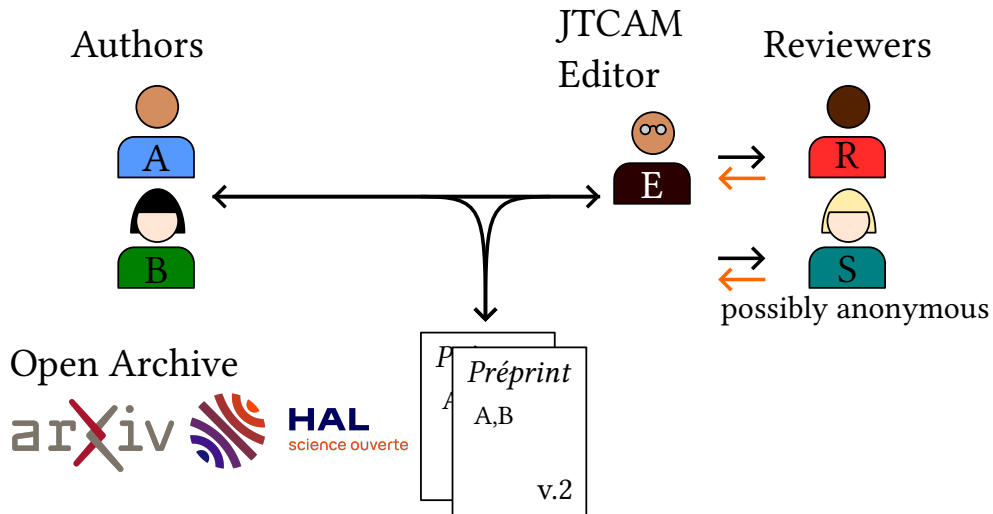 Authors
JTCAM
Editor
Reviewers
A
B
E
R
S
possibly anonymous
Open Archive
arXiv
HAL
science ouverte
Préprint
A,B
v.2